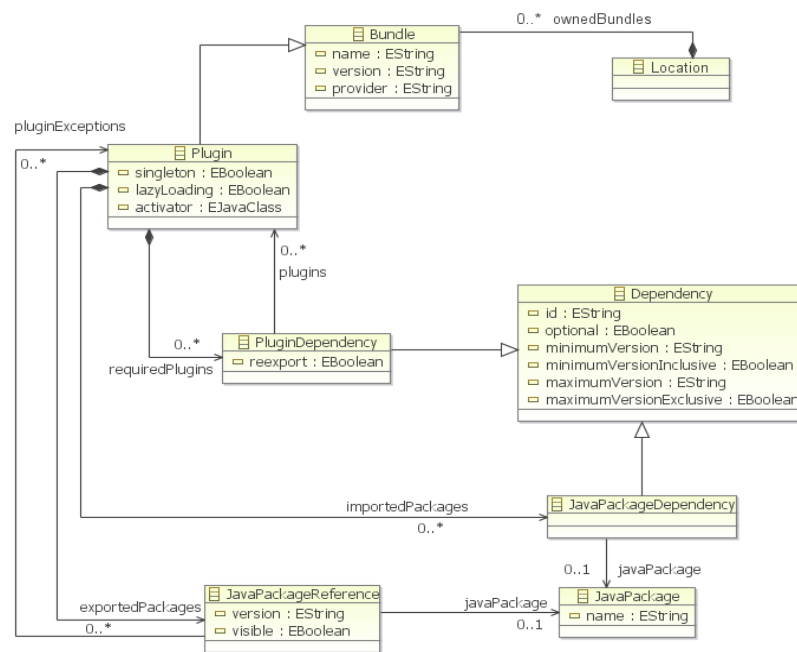 Bundle
name : EString
version : EString
provider : EString
0..* ownedBundles
Location
pluginExceptions
0..*
Plugin
singleton : EBoolean
lazyLoading : EBoolean
activator : EJavaClass
0..*
plugins
0..*
requiredPlugins
PluginDependency
reexport : EBoolean
Dependency
id : EString
optional : EBoolean
minimumVersion : EString
minimumVersionInclusive : EBoolean
maximumVersion : EString
maximumVersionExclusive : EBoolean
importedPackages
0..*
JavaPackageDependency
0..1
javaPackage
exportedPackages
0..*
JavaPackageReference
version : EString
visible : EBoolean
javaPackage
0..1
JavaPackage
name : EString